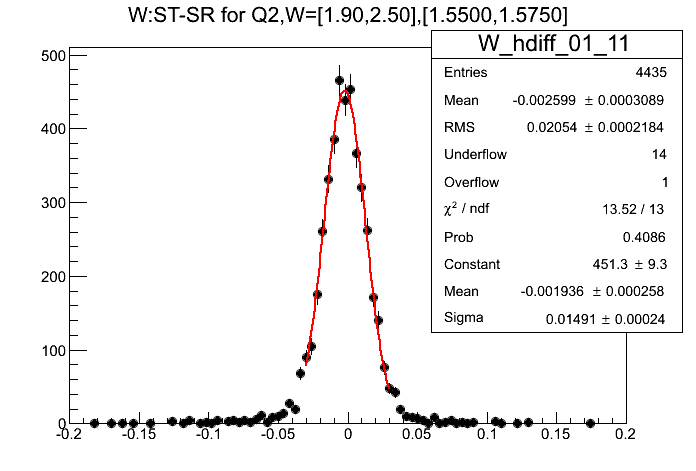 W:ST-SR for Q2,W=[1.90,2.50],[1.5500,1.5750]
W_hdiff_01_11
Entries 4435
Mean -0.002599 ± 0.0003089
RMS 0.02054 ± 0.0002184
Underflow 14
Overflow 1
χ² / ndf 13.52 / 13
Prob 0.4086
Constant 451.3 ± 9.3
Mean -0.001936 ± 0.000258
Sigma 0.01491 ± 0.00024
500
400
300
200
100
0
-0.2 -0.15 -0.1 -0.05 0 0.05 0.1 0.15 0.2